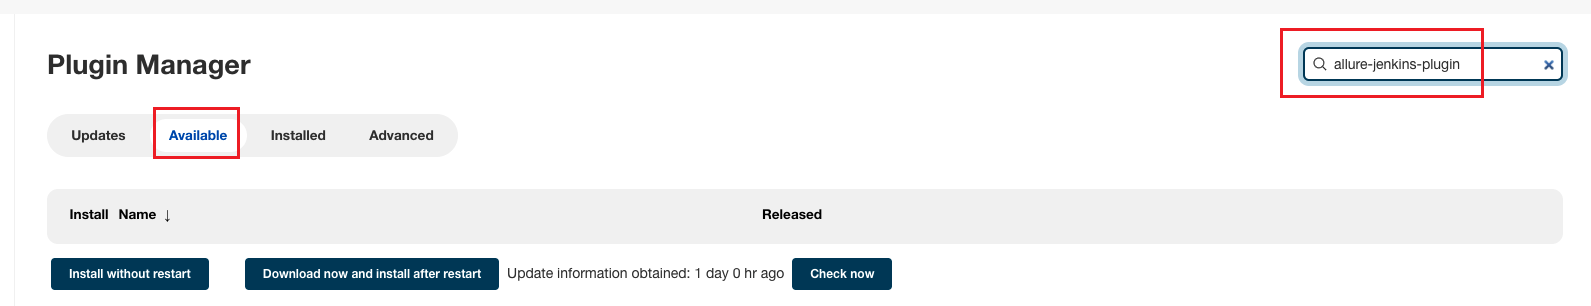 Plugin Manager
allure-jenkins-plugin
Updates Available Installed Advanced
Install Name ↓ Released
Install without restart Download now and install after restart Update information obtained: 1 day 0 hr ago Check now